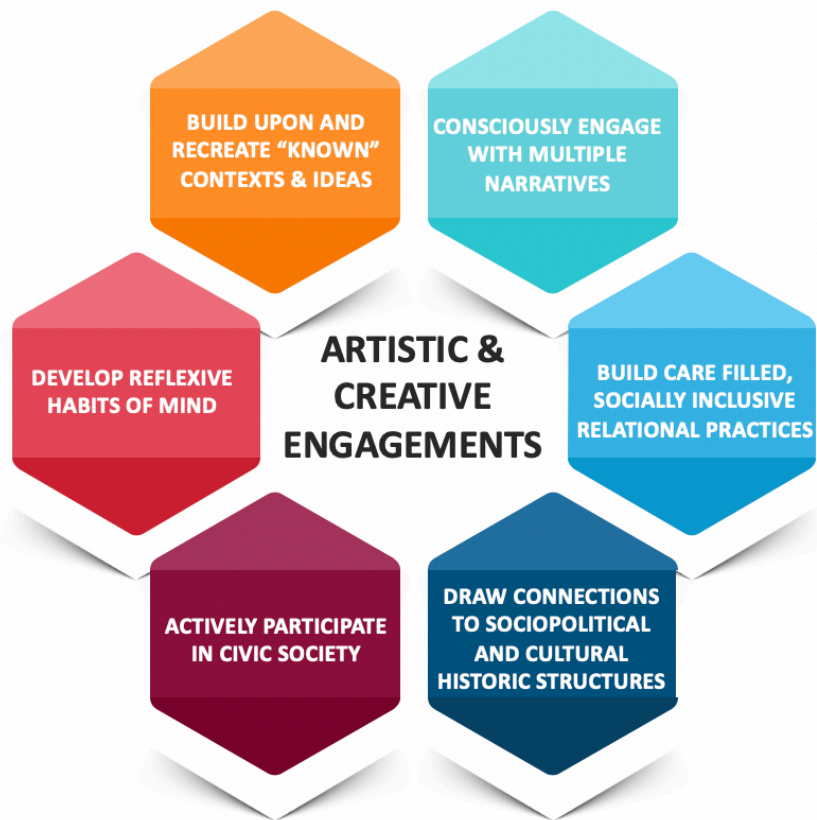 BUILD UPON AND
RECREATE “KNOWN”
CONTEXTS & IDEAS
CONSCIOUSLY ENGAGE
WITH MULTIPLE
NARRATIVES
DEVELOP REFLEXIVE
HABITS OF MIND
ARTISTIC &
CREATIVE
ENGAGEMENTS
BUILD CARE FILLED,
SOCIALLY INCLUSIVE
RELATIONAL PRACTICES
ACTIVELY PARTICIPATE
IN CIVIC SOCIETY
DRAW CONNECTIONS
TO SOCIOPOLITICAL
AND CULTURAL
HISTORIC STRUCTURES